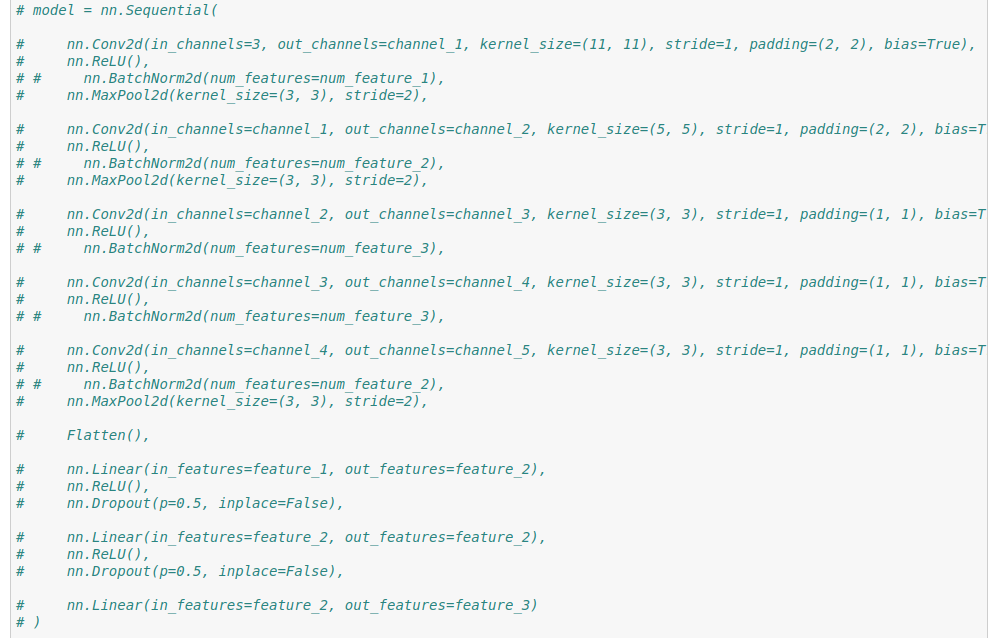 # model = nn.Sequential(
#     nn.Conv2d(in_channels=3, out_channels=channel_1, kernel_size=(11, 11), stride=1, padding=(2, 2), bias=True),
#     nn.ReLU(),
# #     nn.BatchNorm2d(num_features=num_feature_1),
#     nn.MaxPool2d(kernel_size=(3, 3), stride=2),
#     nn.Conv2d(in_channels=channel_1, out_channels=channel_2, kernel_size=(5, 5), stride=1, padding=(2, 2), bias=T
#     nn.ReLU(),
# #     nn.BatchNorm2d(num_features=num_feature_2),
#     nn.MaxPool2d(kernel_size=(3, 3), stride=2),
#     nn.Conv2d(in_channels=channel_2, out_channels=channel_3, kernel_size=(3, 3), stride=1, padding=(1, 1), bias=T
#     nn.ReLU(),
# #     nn.BatchNorm2d(num_features=num_feature_3),
#     nn.Conv2d(in_channels=channel_3, out_channels=channel_4, kernel_size=(3, 3), stride=1, padding=(1, 1), bias=T
#     nn.ReLU(),
# #     nn.BatchNorm2d(num_features=num_feature_3),
#     nn.Conv2d(in_channels=channel_4, out_channels=channel_5, kernel_size=(3, 3), stride=1, padding=(1, 1), bias=T
#     nn.ReLU(),
# #     nn.BatchNorm2d(num_features=num_feature_2),
#     nn.MaxPool2d(kernel_size=(3, 3), stride=2),
#     Flatten(),
#     nn.Linear(in_features=feature_1, out_features=feature_2),
#     nn.ReLU(),
#     nn.Dropout(p=0.5, inplace=False),
#     nn.Linear(in_features=feature_2, out_features=feature_2),
#     nn.ReLU(),
#     nn.Dropout(p=0.5, inplace=False),
#     nn.Linear(in_features=feature_2, out_features=feature_3)
# )